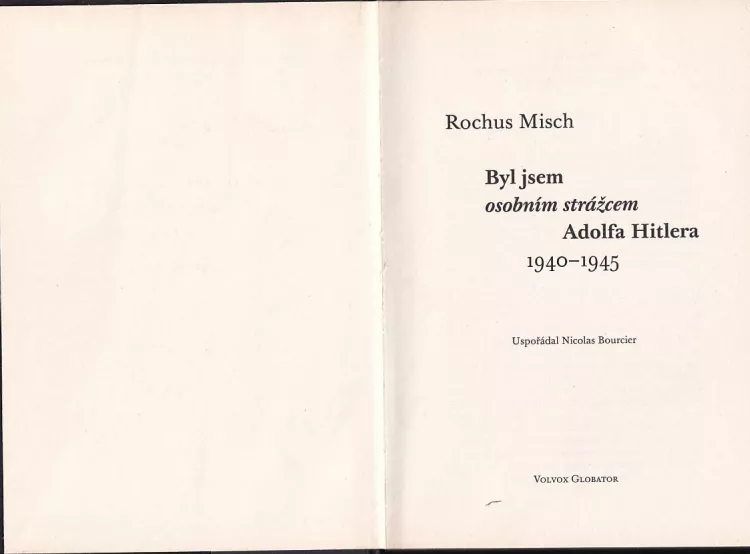 Rochus Misch
Byl jsem
osobním strážcem
Adolfa Hitlera
1940–1945
Uspořádal Nicolas Bourcier
Volvox Globator